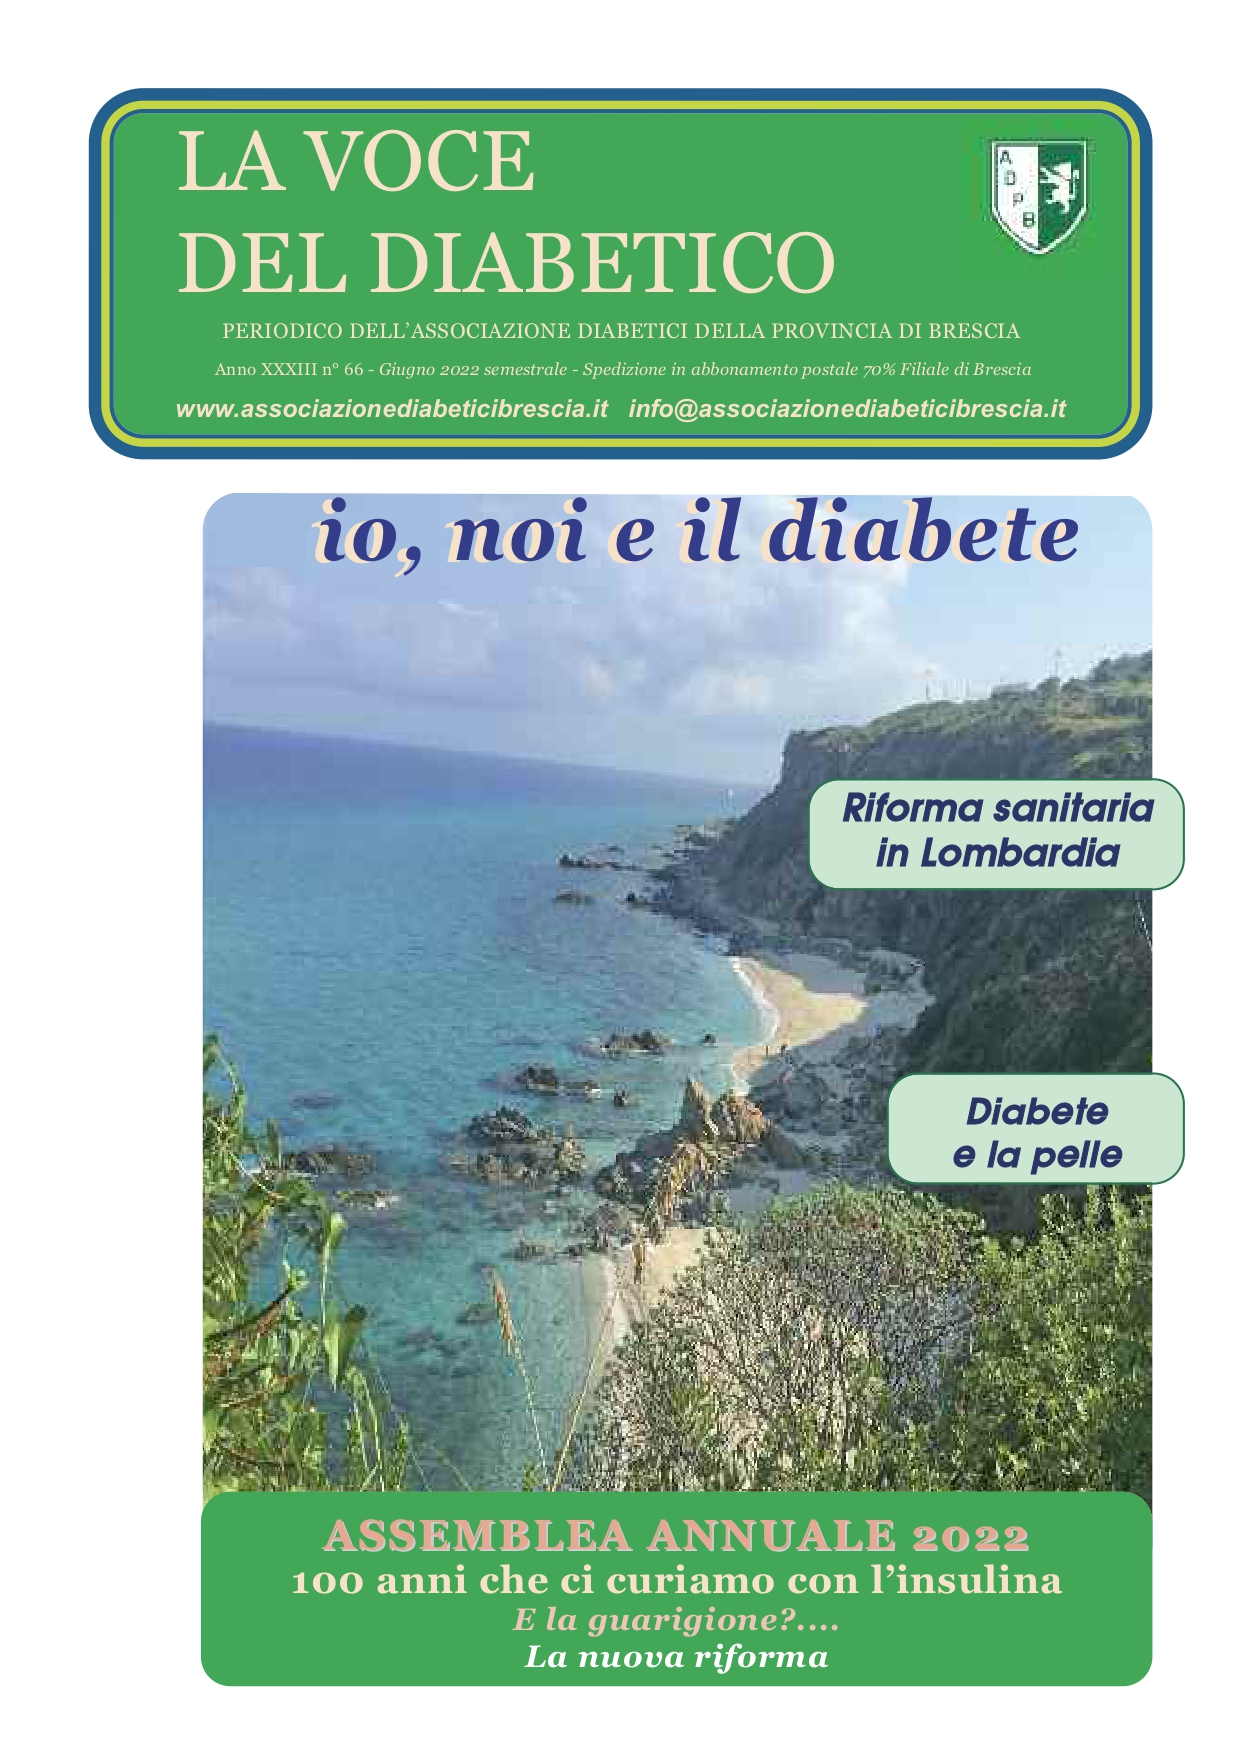 LA VOCE
DEL DIABETICO
A
D
P
B
PERIODICO DELL’ASSOCIAZIONE DIABETICI DELLA PROVINCIA DI BRESCIA
Anno XXXIII n° 66 - Giugno 2022 semestrale - Spedizione in abbonamento postale 70% Filiale di Brescia
www.associazionediabeticibrescia.it info@associazionediabeticibrescia.it
io, noi e il diabete
Riforma sanitaria
in Lombardia
Diabete
e la pelle
ASSEMBLEA ANNUALE 2022
100 anni che ci curiamo con l’insulina
E la guarigione?....
La nuova riforma